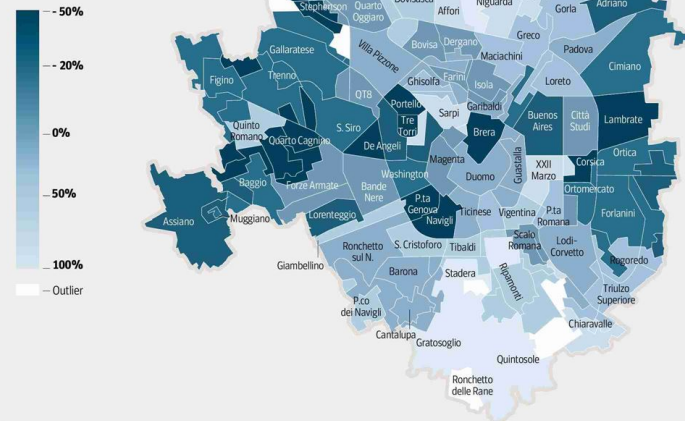 - 50%
- 20%
0%
50%
100%
Outlier
Stephenson
Quarto
Oggiaro
Affori
Niguarda
Gorla
Adriano
Gallaratese
Villa Pizzone
Bovisa
Dergano
Maciachini
Greco
Padova
Cimiano
Figino
Trenno
QT8
Ghisolfa
Farini
Isola
Loreto
Portello
Sarpi
Garibaldi
Buenos
Aires
Città
Studi
Lambrate
Quinto
Romano
Quarto Cagnino
S. Siro
Tre
Torri
De Angeli
Brera
Magenta
Guastalla
XXII
Marzo
Corsica
Ortica
Baggio
Forze Armate
Bande
Nere
Washington
Duomo
Ortomercato
Assiano
Muggiano
Lorenteggio
P.ta
Genova
Navigli
Ticinese
Vigentina
P.ta
Romana
Forlanini
Giambellino
Ronchetto
sul N.
S. Cristoforo
Tibaldi
Scalo
Romana
Lodi-
Corvetto
Rogoredo
Barona
Stadera
Ripamonti
Triulzo
Superiore
P.co
dei Navigli
Cantalupa
Gratosoglio
Chiaravalle
Quintosole
Ronchetto
delle Rane